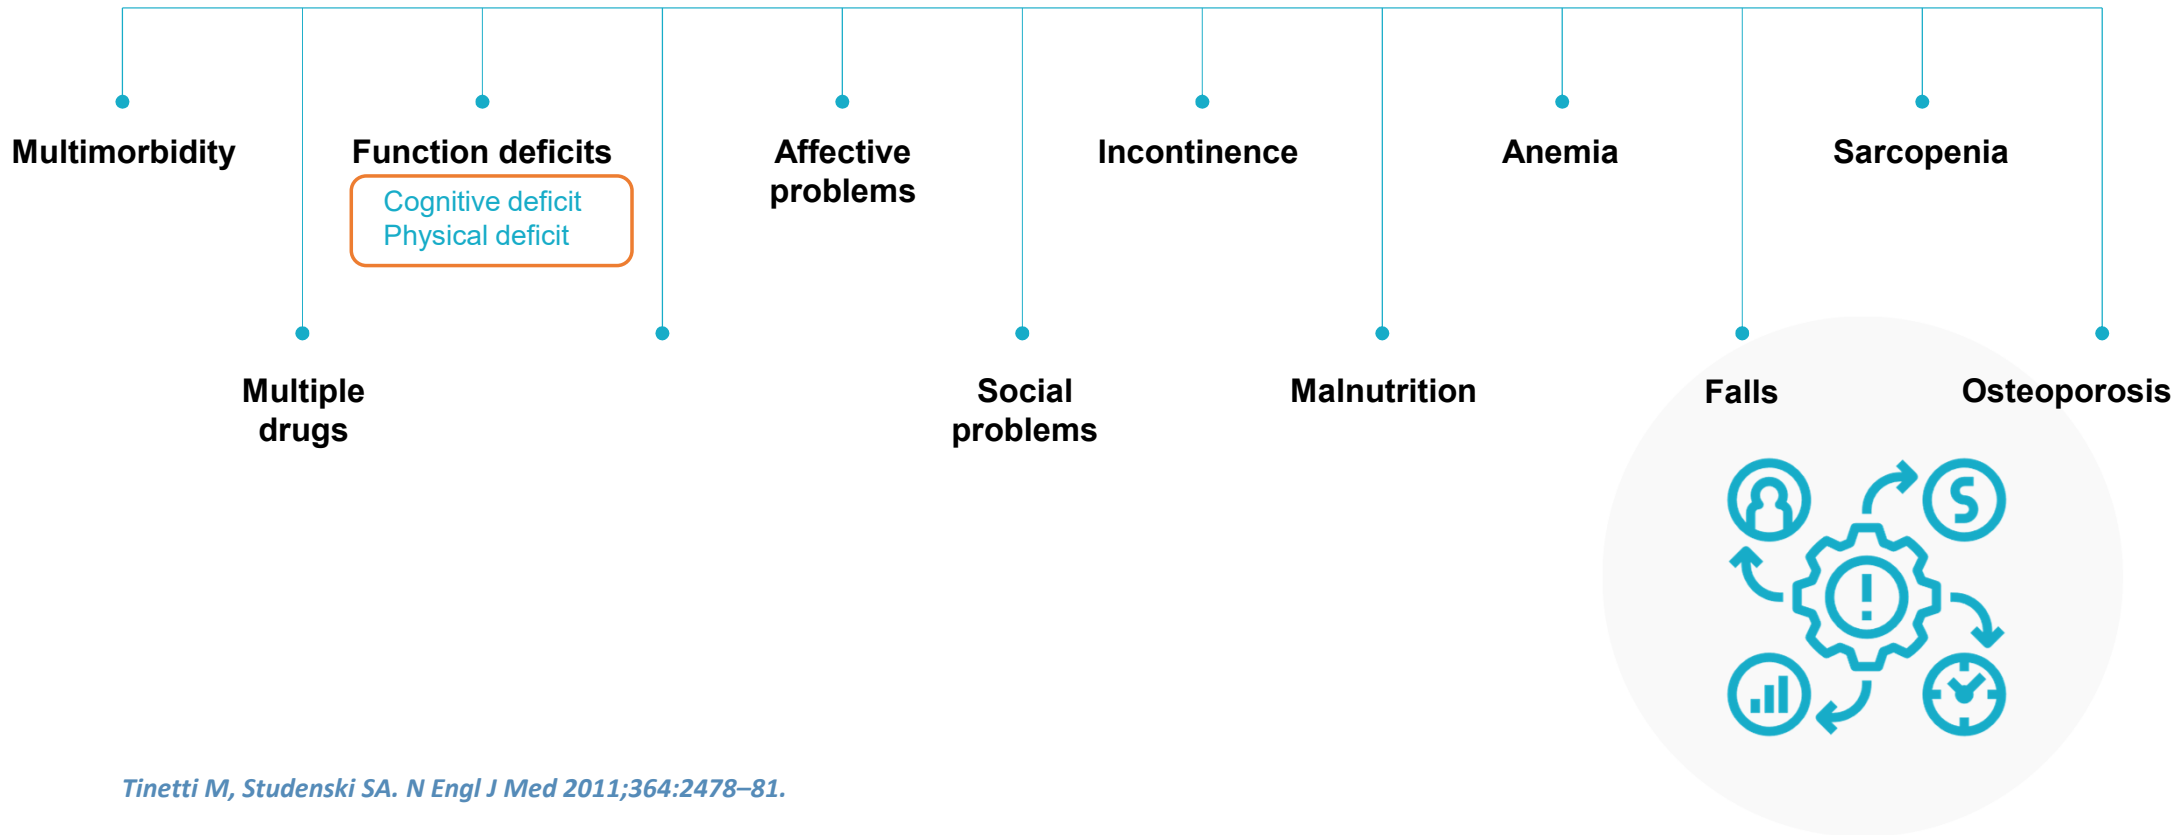 Multimorbidity
Function deficits
Cognitive deficit
Physical deficit
Affective
problems
Incontinence
Anemia
Sarcopenia
Multiple
drugs
Social
problems
Malnutrition
Falls
Osteoporosis
S
!
Tinetti M, Studenski SA. N Engl J Med 2011;364:2478–81.